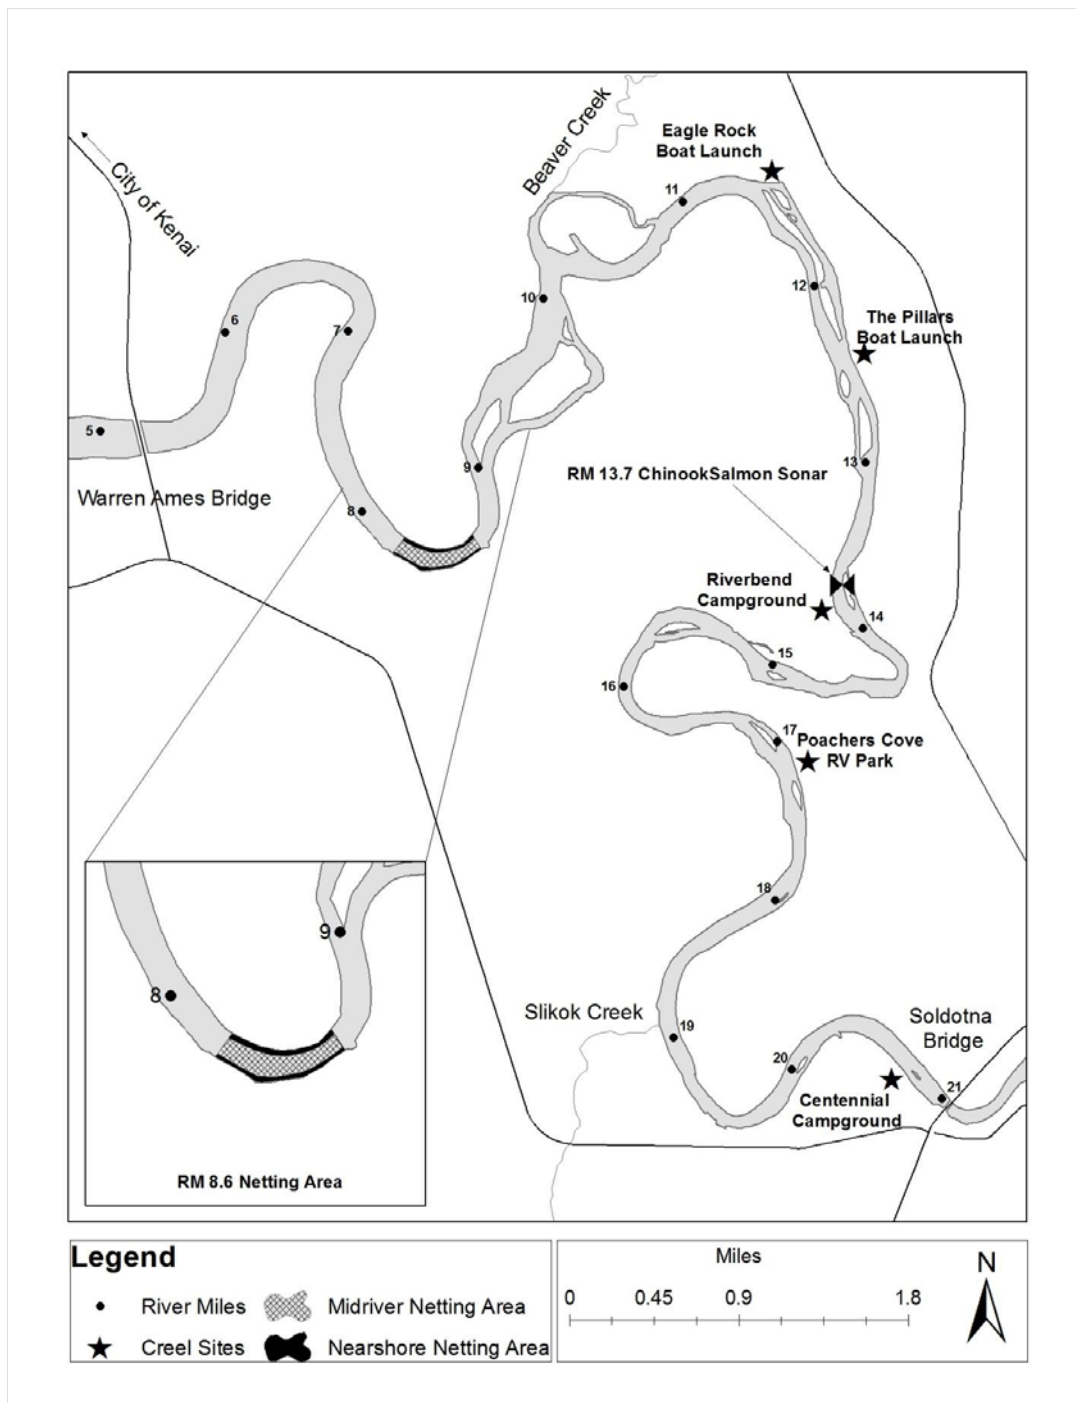 Beaver Creek
Eagle Rock
Boat Launch
11
City of Kenai
12
10
6
7
The Pillars
Boat Launch
5
13
9
RM 13.7 ChinookSalmon Sonar
Warren Ames Bridge
8
Riverbend
Campground
14
15
16
17
Poachers Cove
RV Park
18
9
8
Slikok Creek
19
Soldotna
Bridge
20
21
Centennial
Campground
RM 8.6 Netting Area
Legend
River Miles
Midriver Netting Area
Creel Sites
Nearshore Netting Area
Miles
0 0.45 0.9 1.8
N